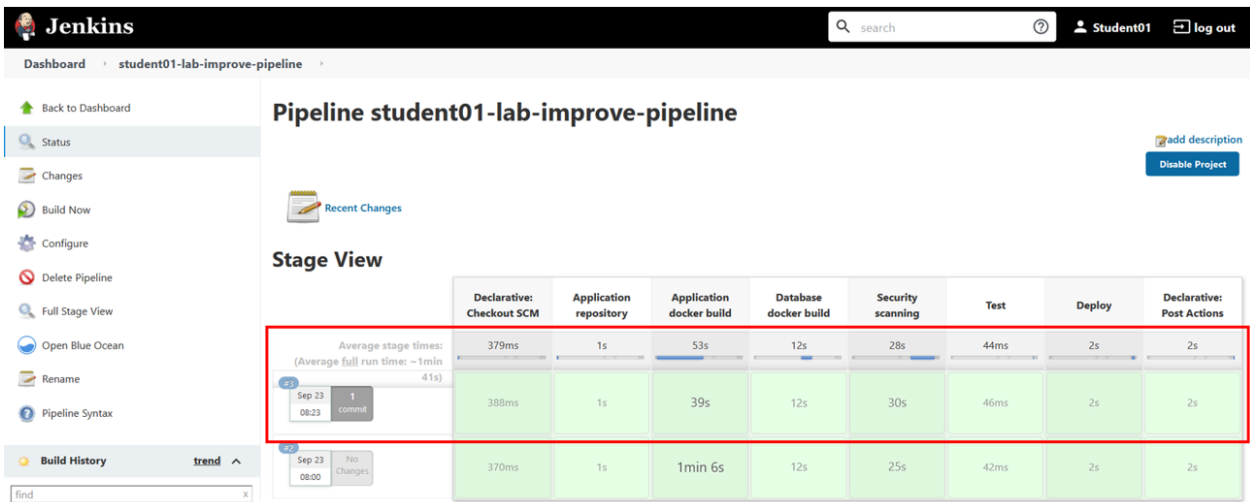 Jenkins
search
Student01
log out
Dashboard
student01-lab-improve-pipeline
Back to Dashboard
Status
Changes
Build Now
Configure
Delete Pipeline
Full Stage View
Open Blue Ocean
Rename
Pipeline Syntax
Build History trend
find x
Pipeline student01-lab-improve-pipeline
add description
Disable Project
Recent Changes
Stage View
Declarative: Checkout SCM
Application repository
Application docker build
Database docker build
Security scanning
Test
Deploy
Declarative: Post Actions
Average stage times:
(Average full run time: ~1min
41s)
379ms 1s 53s 12s 28s 44ms 2s 2s
#3
Sep 23
08:23
1
commit
388ms 1s 39s 12s 30s 46ms 2s 2s
#2
Sep 23
08:00
No
Changes
370ms 1s 1min 6s 12s 25s 42ms 2s 2s